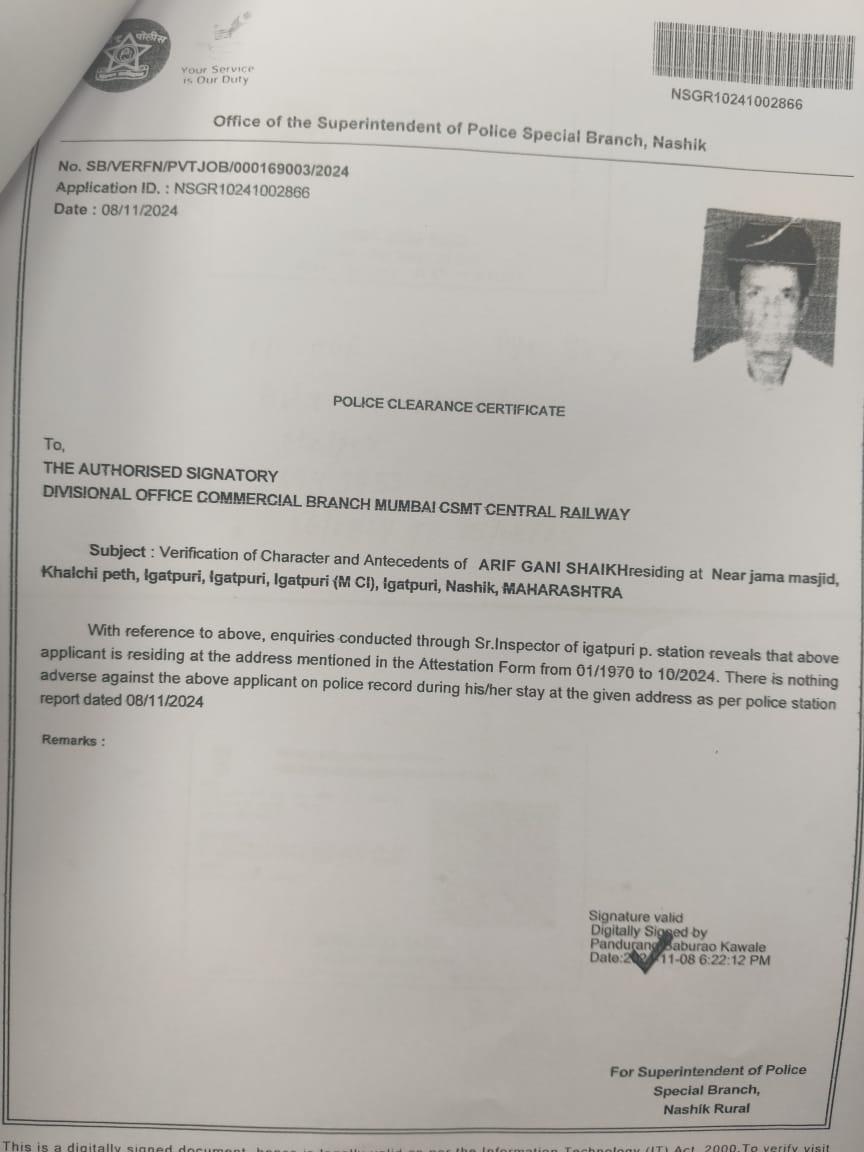 पोलीस
Your Service
is Our Duty
NSGR10241002866
Office of the Superintendent of Police Special Branch, Nashik
No. SB/VERFN/PVTJOB/000169003/2024
Application ID. : NSGR10241002866
Date : 08/11/2024
POLICE CLEARANCE CERTIFICATE
To,
THE AUTHORISED SIGNATORY
DIVISIONAL OFFICE COMMERCIAL BRANCH MUMBAI CSMT CENTRAL RAILWAY
Subject : Verification of Character and Antecedents of ARIF GANI SHAIKHresiding at Near jama masjid,
Khalchi peth, Igatpuri, Igatpuri, Igatpuri (M Cl), Igatpuri, Nashik, MAHARASHTRA
With reference to above, enquiries conducted through Sr.Inspector of igatpuri p. station reveals that above
applicant is residing at the address mentioned in the Attestation Form from 01/1970 to 10/2024. There is nothing
adverse against the above applicant on police record during his/her stay at the given address as per police station
report dated 08/11/2024
Remarks :
Signature valid
Digitally Signed by
Pandurang Baburao Kawale
Date:2024-11-08 6:22:12 PM
For Superintendent of Police
Special Branch,
Nashik Rural
This is a digitally signed document, hence is legally valid as per the Information Technology (IT) Act, 2000.To verify visit